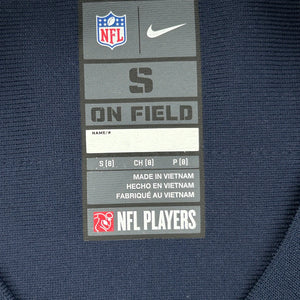 NFL
S
ON FIELD
NAME/#
S [8] CH [8] P [8]
MADE IN VIETNAM
HECHO EN VIETNAM
FABRIQUÉ AU VIETNAM
NFL PLAYERS